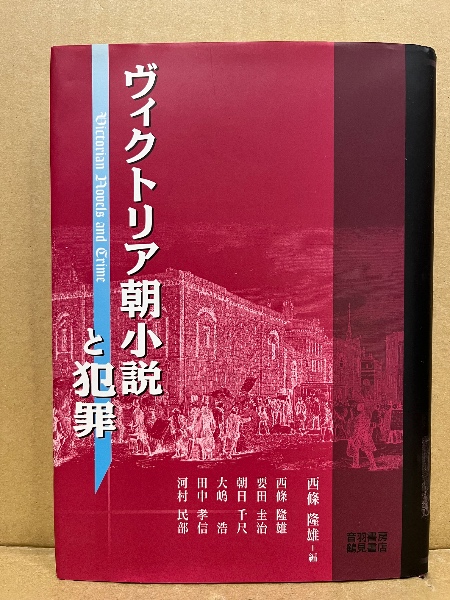 ヴィクトリア朝小説
と犯罪
Victorian Novels and Crime
西條 隆雄=編
西條 隆雄
要田 圭治
朝日 千尺
大嶋 浩
田中 孝信
河村 民部
音羽書房
鶴見書店